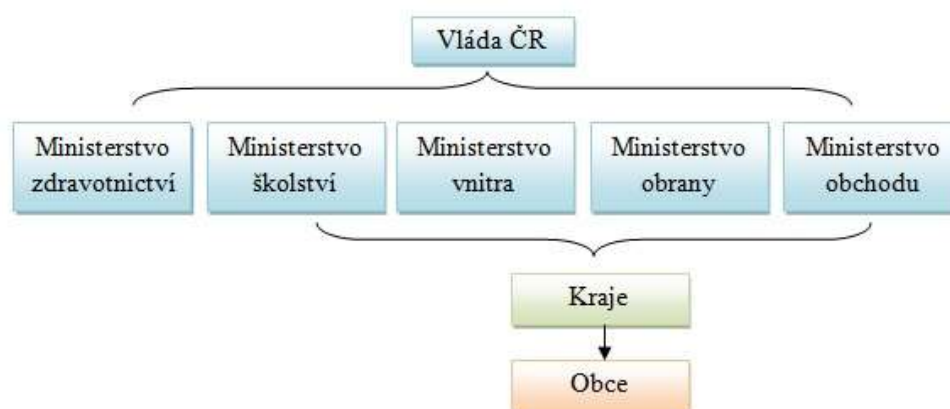 Vláda ČR
Ministerstvo
zdravotnictví
Ministerstvo
školství
Ministerstvo
vnitra
Ministerstvo
obrany
Ministerstvo
obchodu
Kraje
Obce